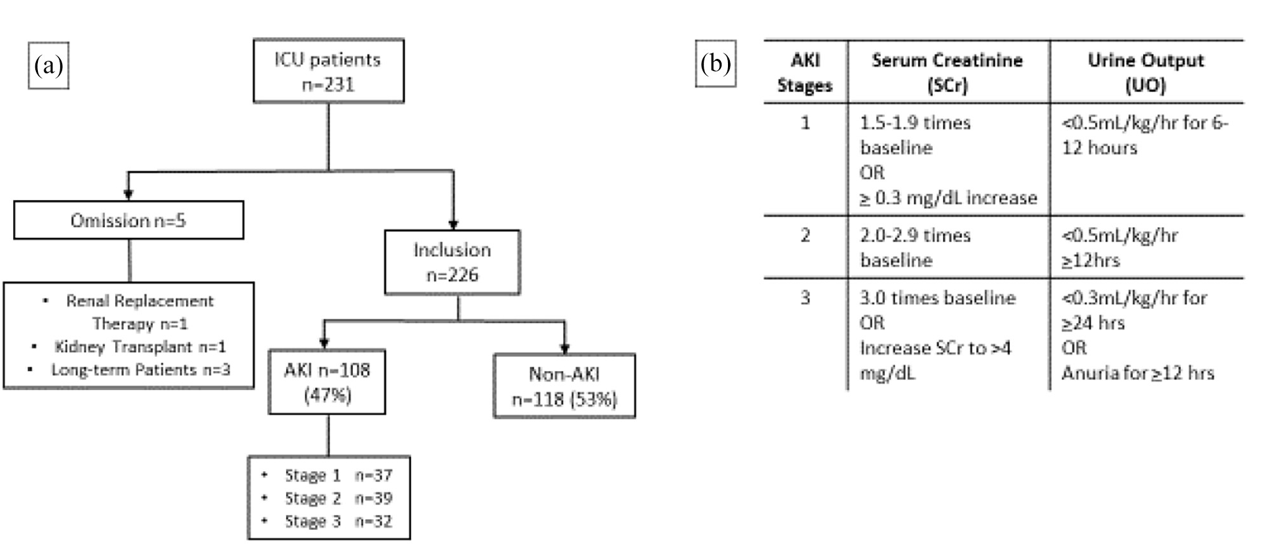 (a)
ICU patients
n=231
Omission n=5
• Renal Replacement
Therapy n=1
• Kidney Transplant n=1
• Long-term Patients n=3
Inclusion
n=226
AKI n=108
(47%)
Non-AKI
n=118 (53%)
• Stage 1 n=37
• Stage 2 n=39
• Stage 3 n=32
(b)
AKI
Stages
Serum Creatinine
(SCr)
Urine Output
(UO)
1
1.5-1.9 times
baseline
OR
≥ 0.3 mg/dL increase
<0.5mL/kg/hr for 6-
12 hours
2
2.0-2.9 times
baseline
<0.5mL/kg/hr
≥12hrs
3
3.0 times baseline
OR
Increase SCr to >4
mg/dL
<0.3mL/kg/hr for
≥24 hrs
OR
Anuria for ≥12 hrs